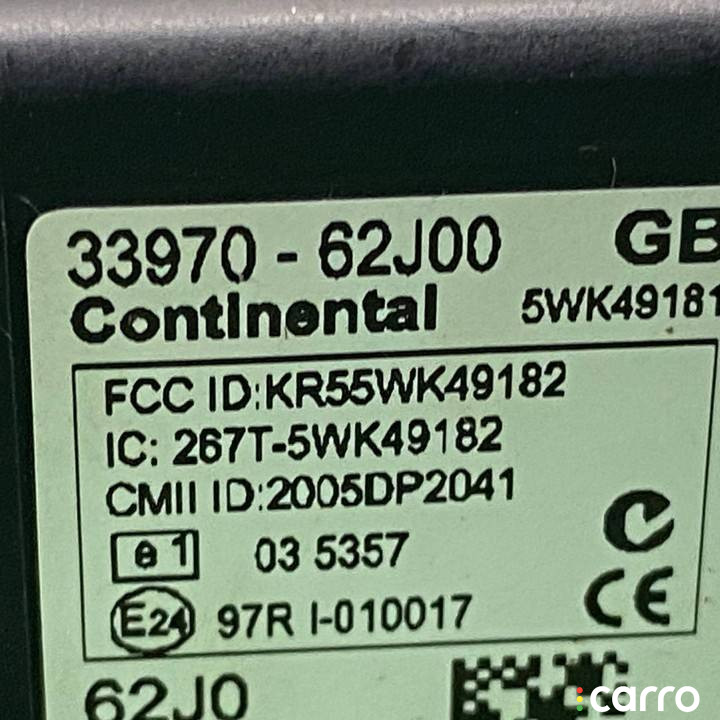 33970 - 62J00 GB
Continental 5WK49181
FCC ID:KR55WK49182
IC: 267T-5WK49182
CMII ID:2005DP2041
e1 03 5357
E24 97R I-010017
CE
62J0
carro